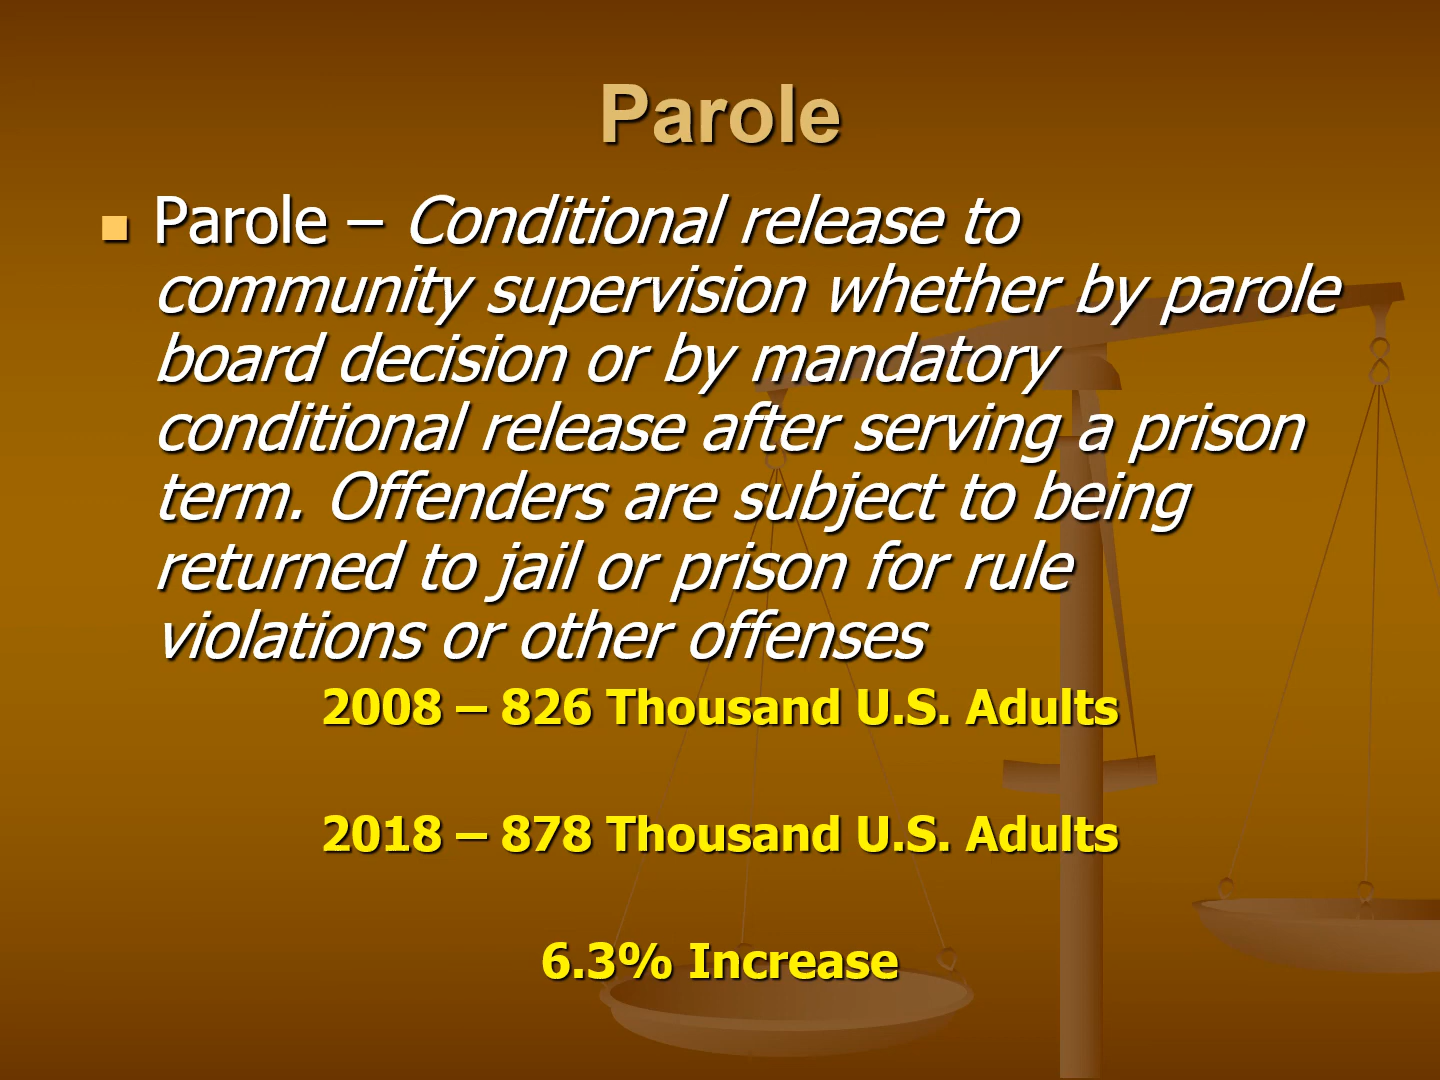 Parole
Parole – Conditional release to
community supervision whether by parole
board decision or by mandatory
conditional release after serving a prison
term. Offenders are subject to being
returned to jail or prison for rule
violations or other offenses
2008 – 826 Thousand U.S. Adults
2018 – 878 Thousand U.S. Adults
6.3% Increase